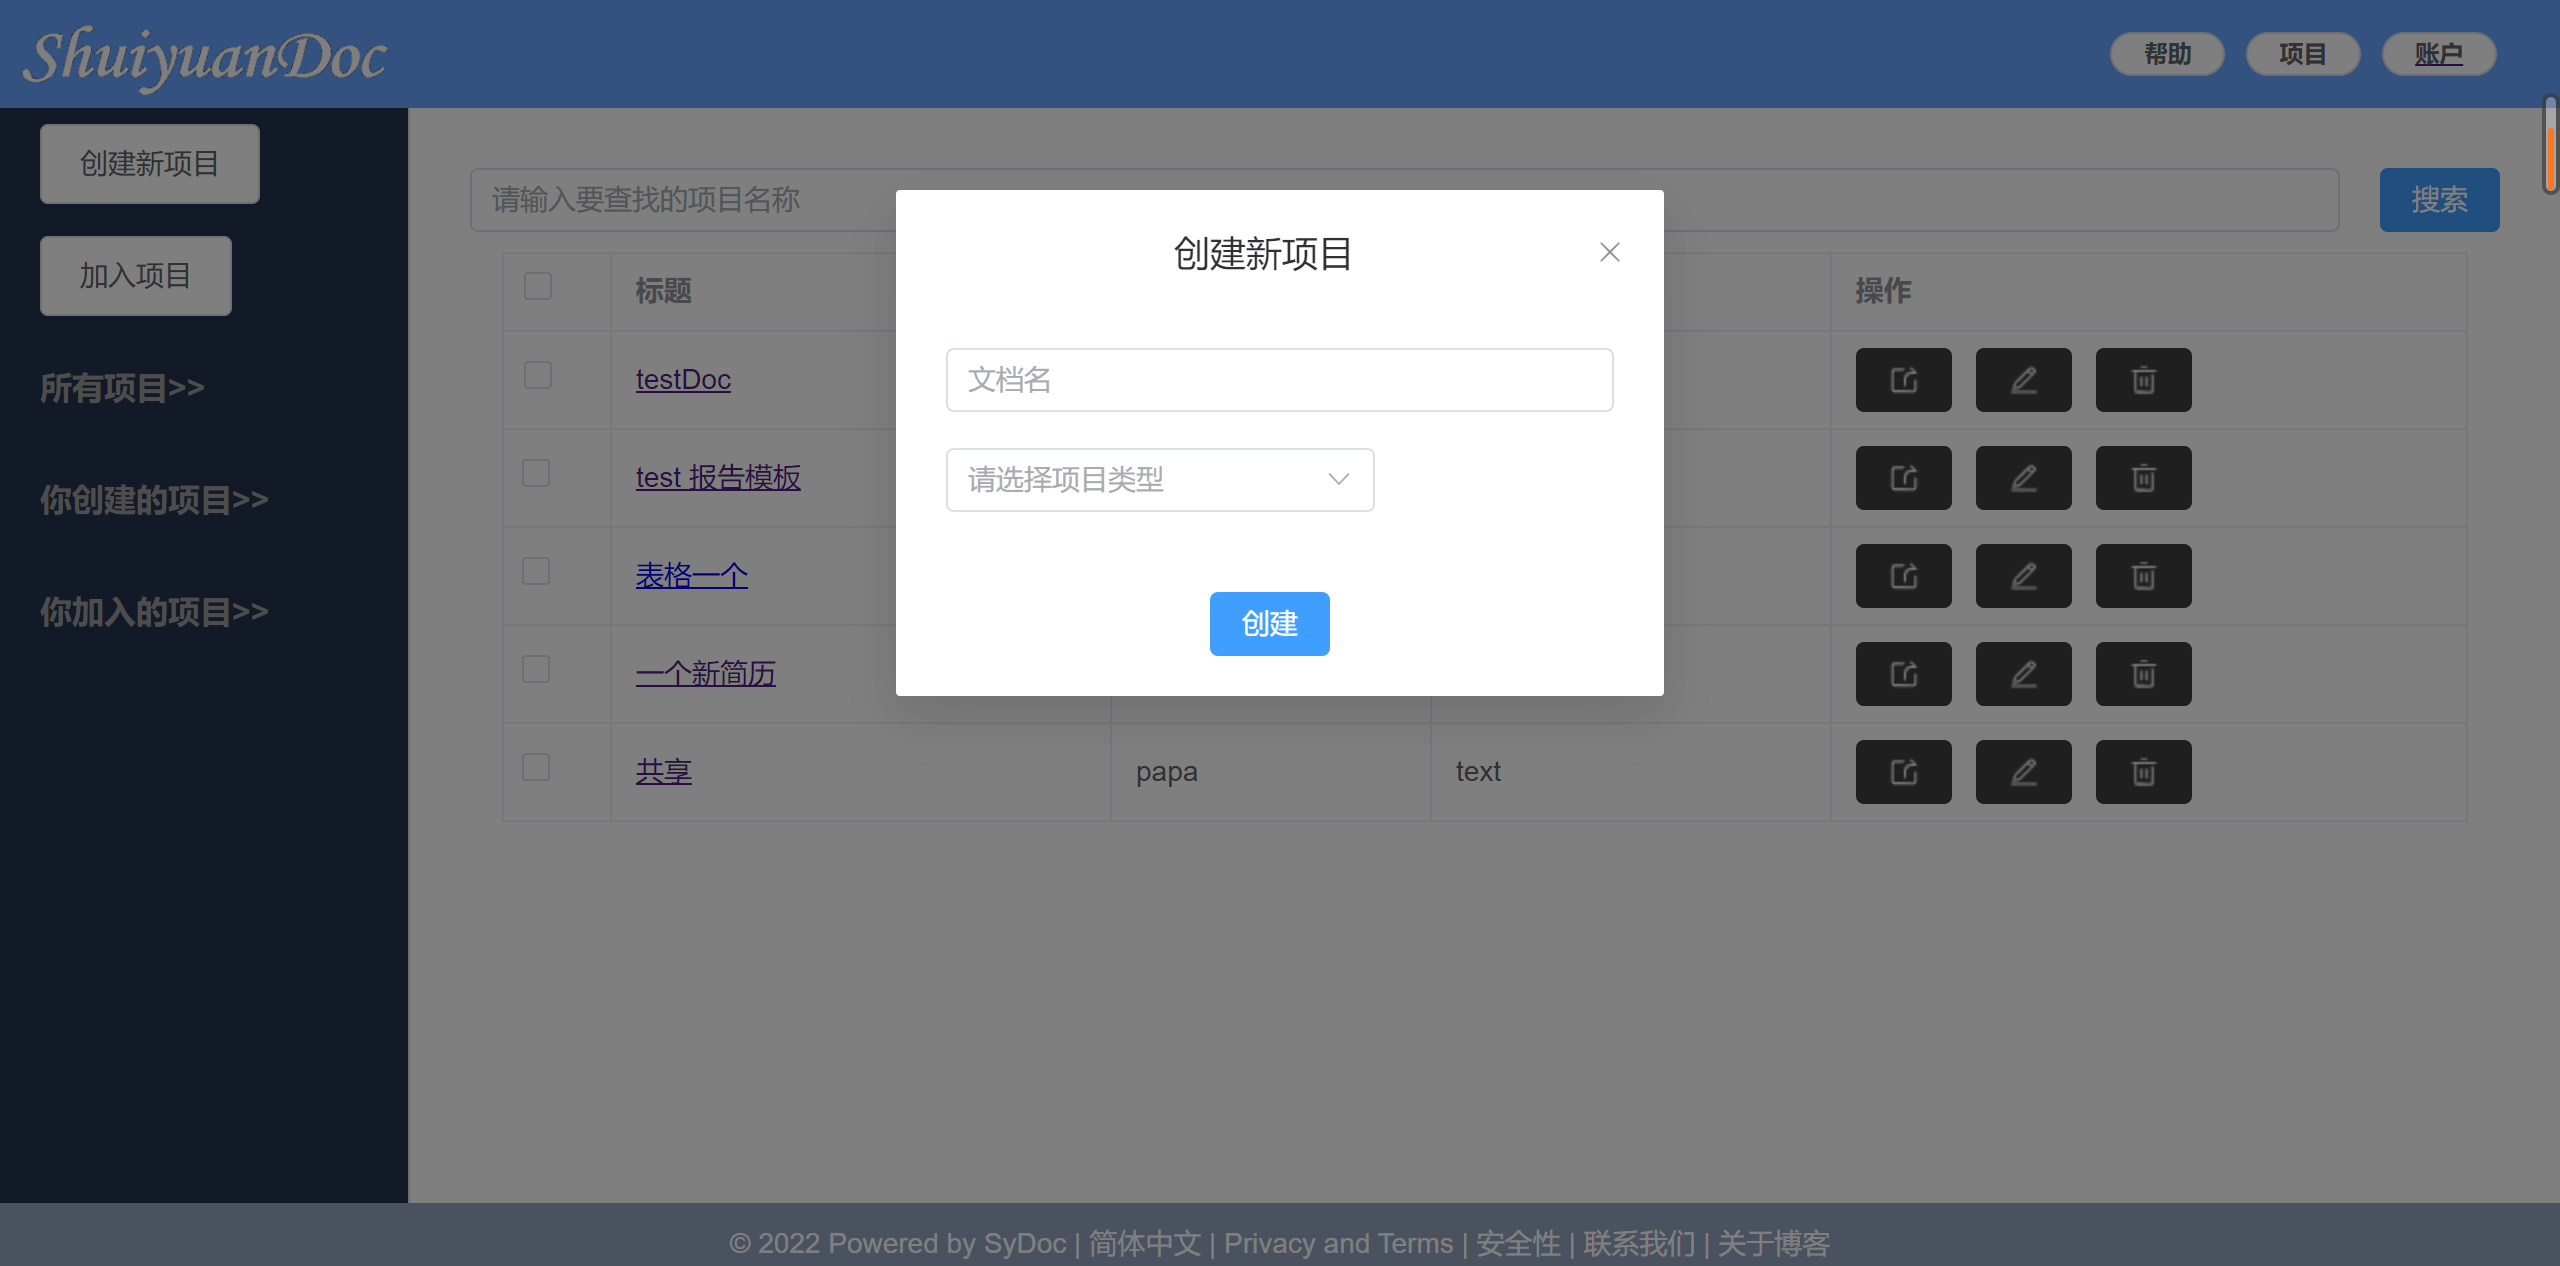 ShuiyuanDoc
帮助 项目 账户
创建新项目
加入项目
所有项目>>
你创建的项目>>
你加入的项目>>
请输入要查找的项目名称 搜索
标题 操作
testDoc
test 报告模板
表格一个
一个新简历
共享 papa text
创建新项目
文档名
请选择项目类型
创建
© 2022 Powered by SyDoc | 简体中文 | Privacy and Terms | 安全性 | 联系我们 | 关于博客